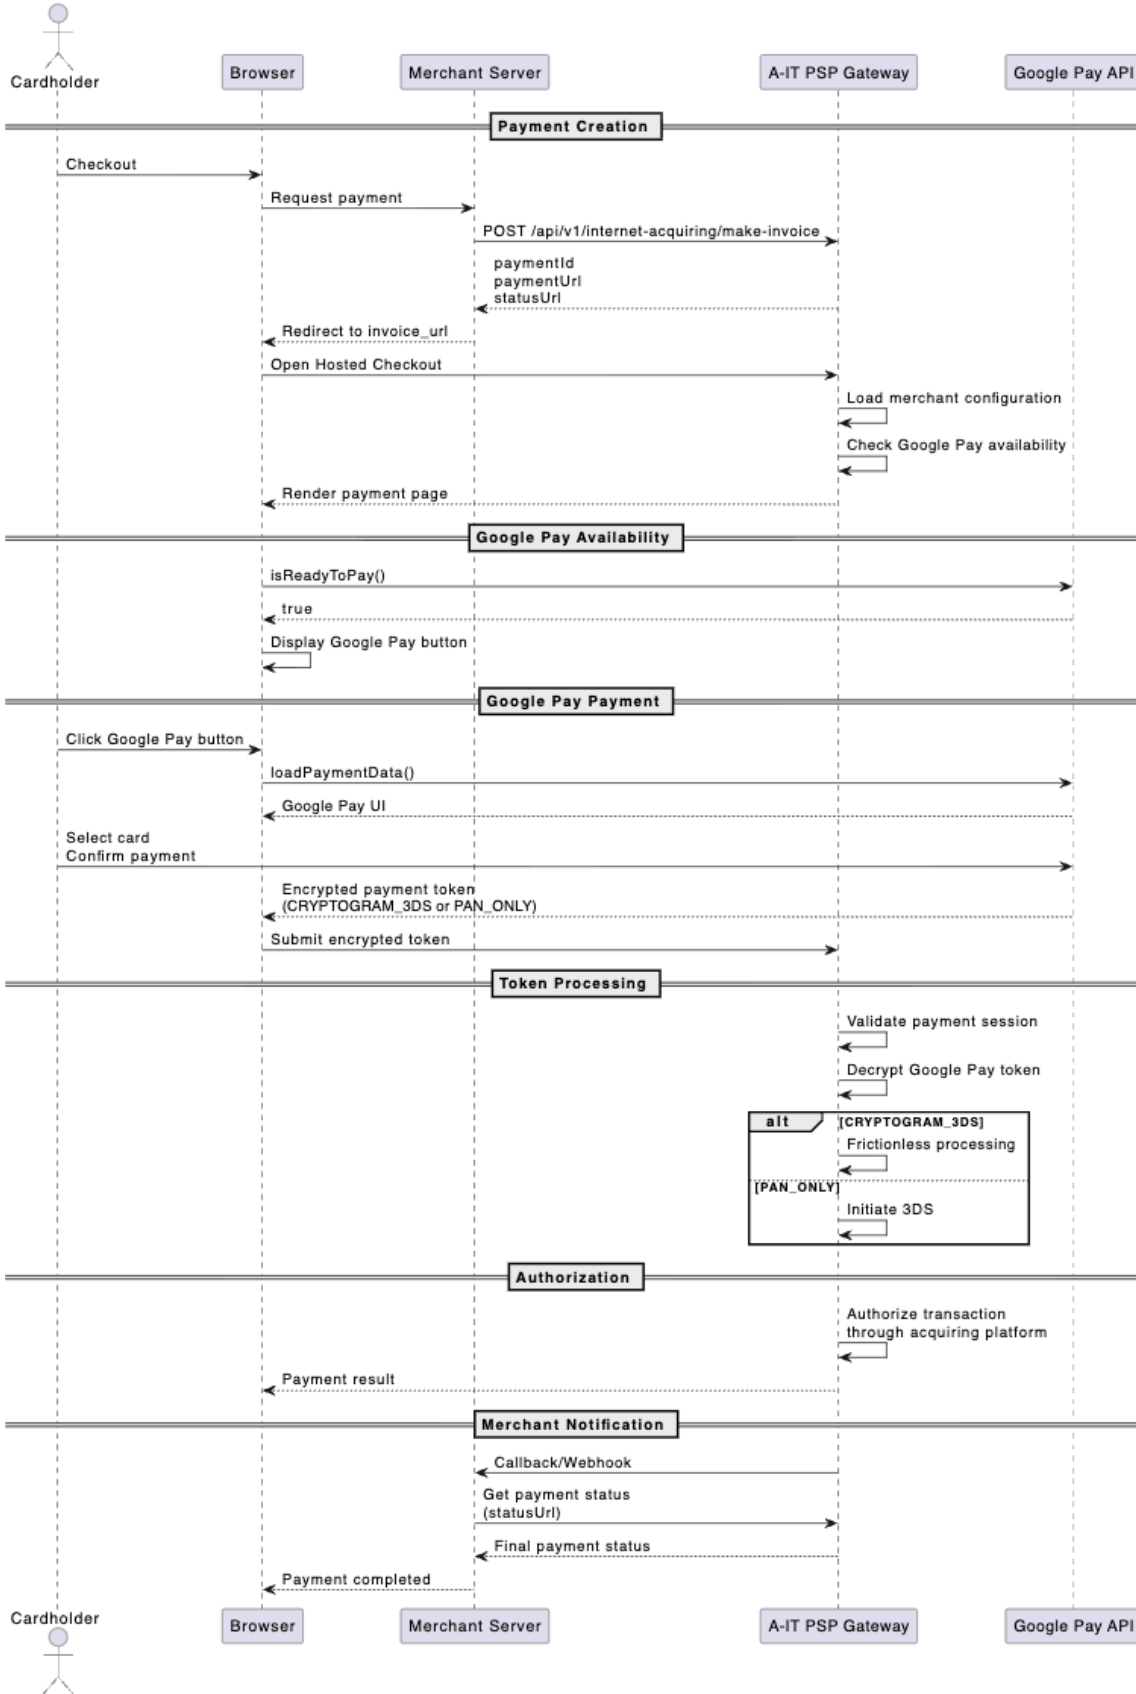 Cardholder
Browser
Merchant Server
A-IT PSP Gateway
Google Pay API
Payment Creation
Checkout
Request payment
POST /api/v1/internet-acquiring/make-invoice
paymentId
paymentUrl
statusUrl
Redirect to invoice_url
Open Hosted Checkout
Load merchant configuration
Check Google Pay availability
Render payment page
Google Pay Availability
isReadyToPay()
true
Display Google Pay button
Google Pay Payment
Click Google Pay button
loadPaymentData()
Google Pay UI
Select card
Confirm payment
Encrypted payment token
(CRYPTOGRAM_3DS or PAN_ONLY)
Submit encrypted token
Token Processing
Validate payment session
Decrypt Google Pay token
alt
[CRYPTOGRAM_3DS]
Frictionless processing
[PAN_ONLY]
Initiate 3DS
Authorization
Authorize transaction
through acquiring platform
Payment result
Merchant Notification
Callback/Webhook
Get payment status
(statusUrl)
Final payment status
Payment completed
Cardholder
Browser
Merchant Server
A-IT PSP Gateway
Google Pay API